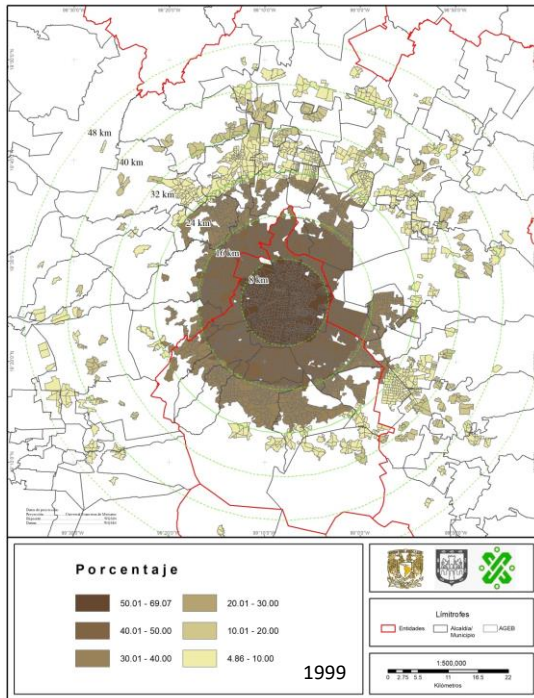 48 km
40 km
32 km
24 km
16 km
8 km
Porcentaje
50.01 - 69.07
20.01 - 30.00
40.01 - 50.00
10.01 - 20.00
30.01 - 40.00
4.86 - 10.00
1999
Límitrofes
Entidades
Alcaldía/
Municipio
AGEB
1:500,000
0 2.75 5.5 11 16.5 22
Kilómetros